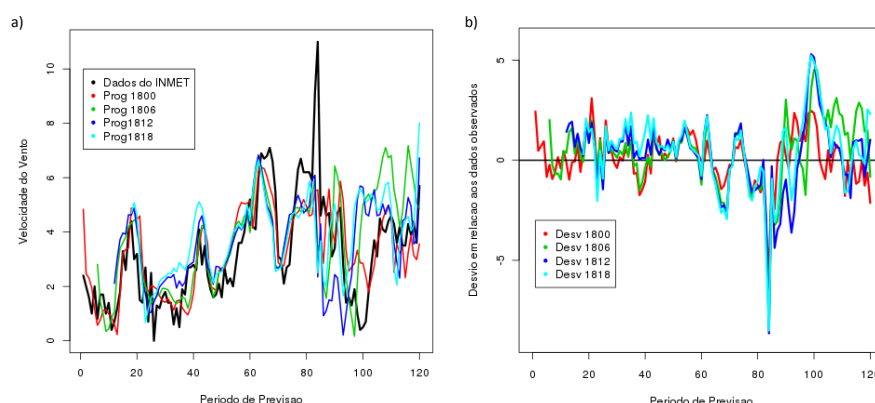 a)
Velocidade do Vento
10
8
6
4
2
0
Dados do INMET
Prog 1800
Prog 1806
Prog1812
Prog1818
0 20 40 60 80 100 120
Periodo de Previsao
b)
Desvio em relacao aos dados observados
5
0
-5
Desv 1800
Desv 1806
Desv 1812
Desv 1818
0 20 40 60 80 100 120
Periodo de Previsao